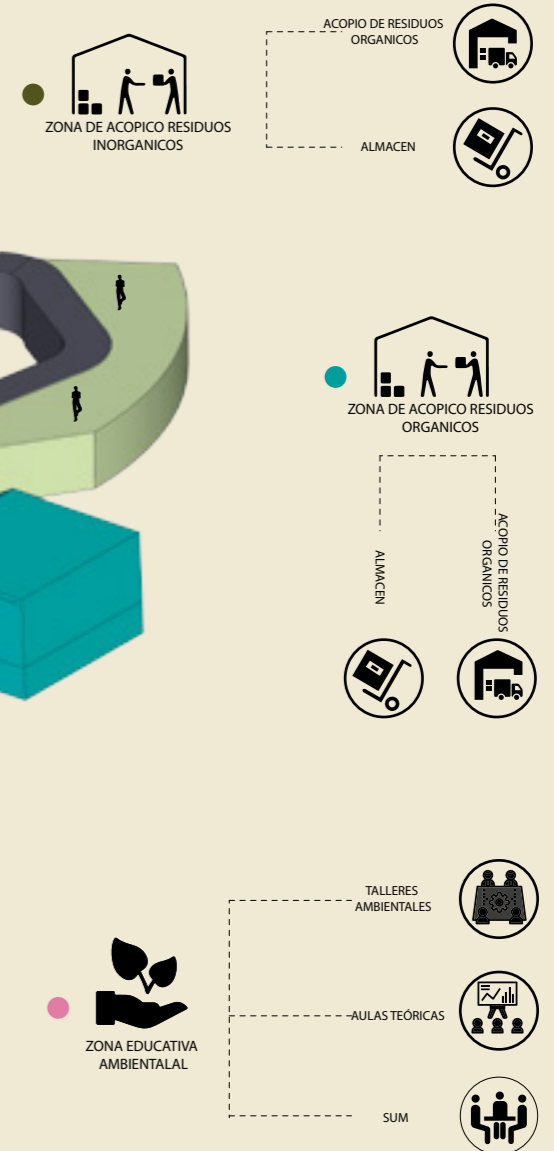 ACOPIO DE RESIDUOS
ORGANICOS
ZONA DE ACOPICO RESIDUOS
INORGANICOS
ALMACEN
ZONA DE ACOPICO RESIDUOS
ORGANICOS
ALMACEN
ACOPIO DE RESIDUOS
ORGANICOS
TALLERES
AMBIENTALES
AULAS TEÓRICAS
ZONA EDUCATIVA
AMBIENTALAL
SUM